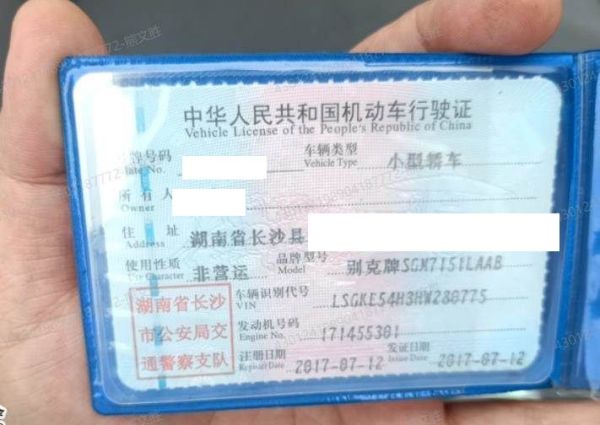 中华人民共和国机动车行驶证
Vehicle License of the People's Republic of China
号牌号码 车辆类型 小型轿车
Plate No. Vehicle Type
所有人
Owner
住址 湖南省长沙县
Address
使用性质 非营运 品牌型号 别克牌SGM7151LAAB
Use Character Model
湖南省长沙 车辆识别代号 LSGKE54H3HW280775
VIN
市公安局交 发动机号码 171455301
Engine No.
通警察支队 注册日期 2017-07-12 发证日期 2017-07-12
Register Date Issue Date